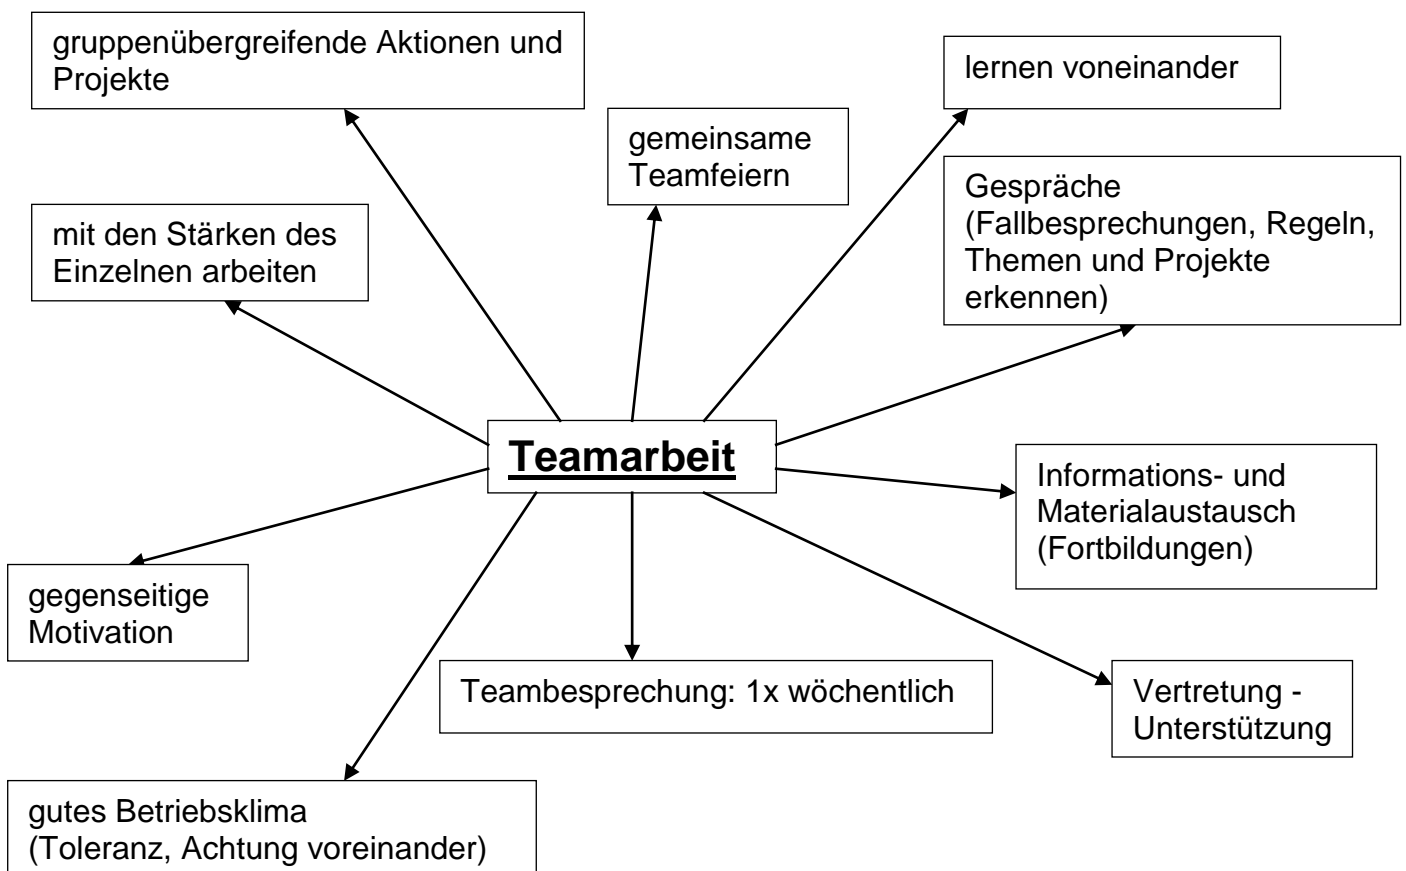 gruppenübergreifende Aktionen und
Projekte
lernen voneinander
gemeinsame
Teamfeiern
Gespräche
(Fallbesprechungen, Regeln,
Themen und Projekte
erkennen)
mit den Stärken des
Einzelnen arbeiten
Teamarbeit
Informations- und
Materialaustausch
(Fortbildungen)
gegenseitige
Motivation
Teambesprechung: 1x wöchentlich
Vertretung -
Unterstützung
gutes Betriebsklima
(Toleranz, Achtung voreinander)